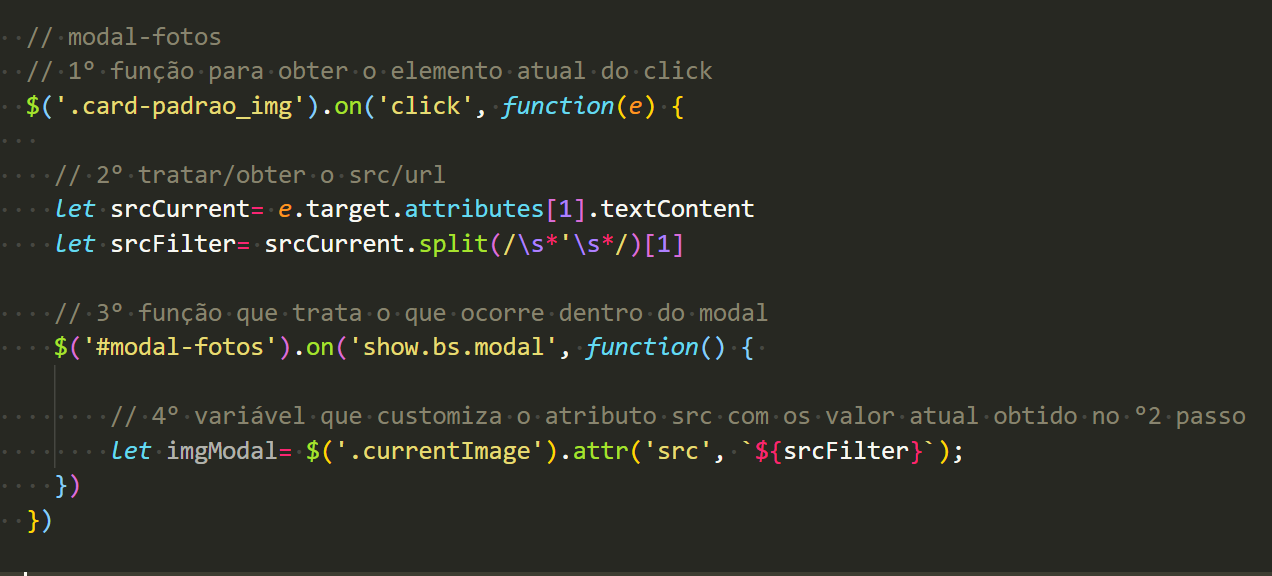 // modal-fotos
// 1º função para obter o elemento atual do click
$('.card-padrao_img').on('click', function(e) {
// 2º tratar/obter o src/url
let srcCurrent= e.target.attributes[1].textContent
let srcFilter= srcCurrent.split(/\s*'\s*/)[1]
// 3º função que trata o que ocorre dentro do modal
$('#modal-fotos').on('show.bs.modal', function() {
// 4º variável que customiza o atributo src com os valor atual obtido no º2 passo
let imgModal= $('.currentImage').attr('src', `${srcFilter}`);
})
})